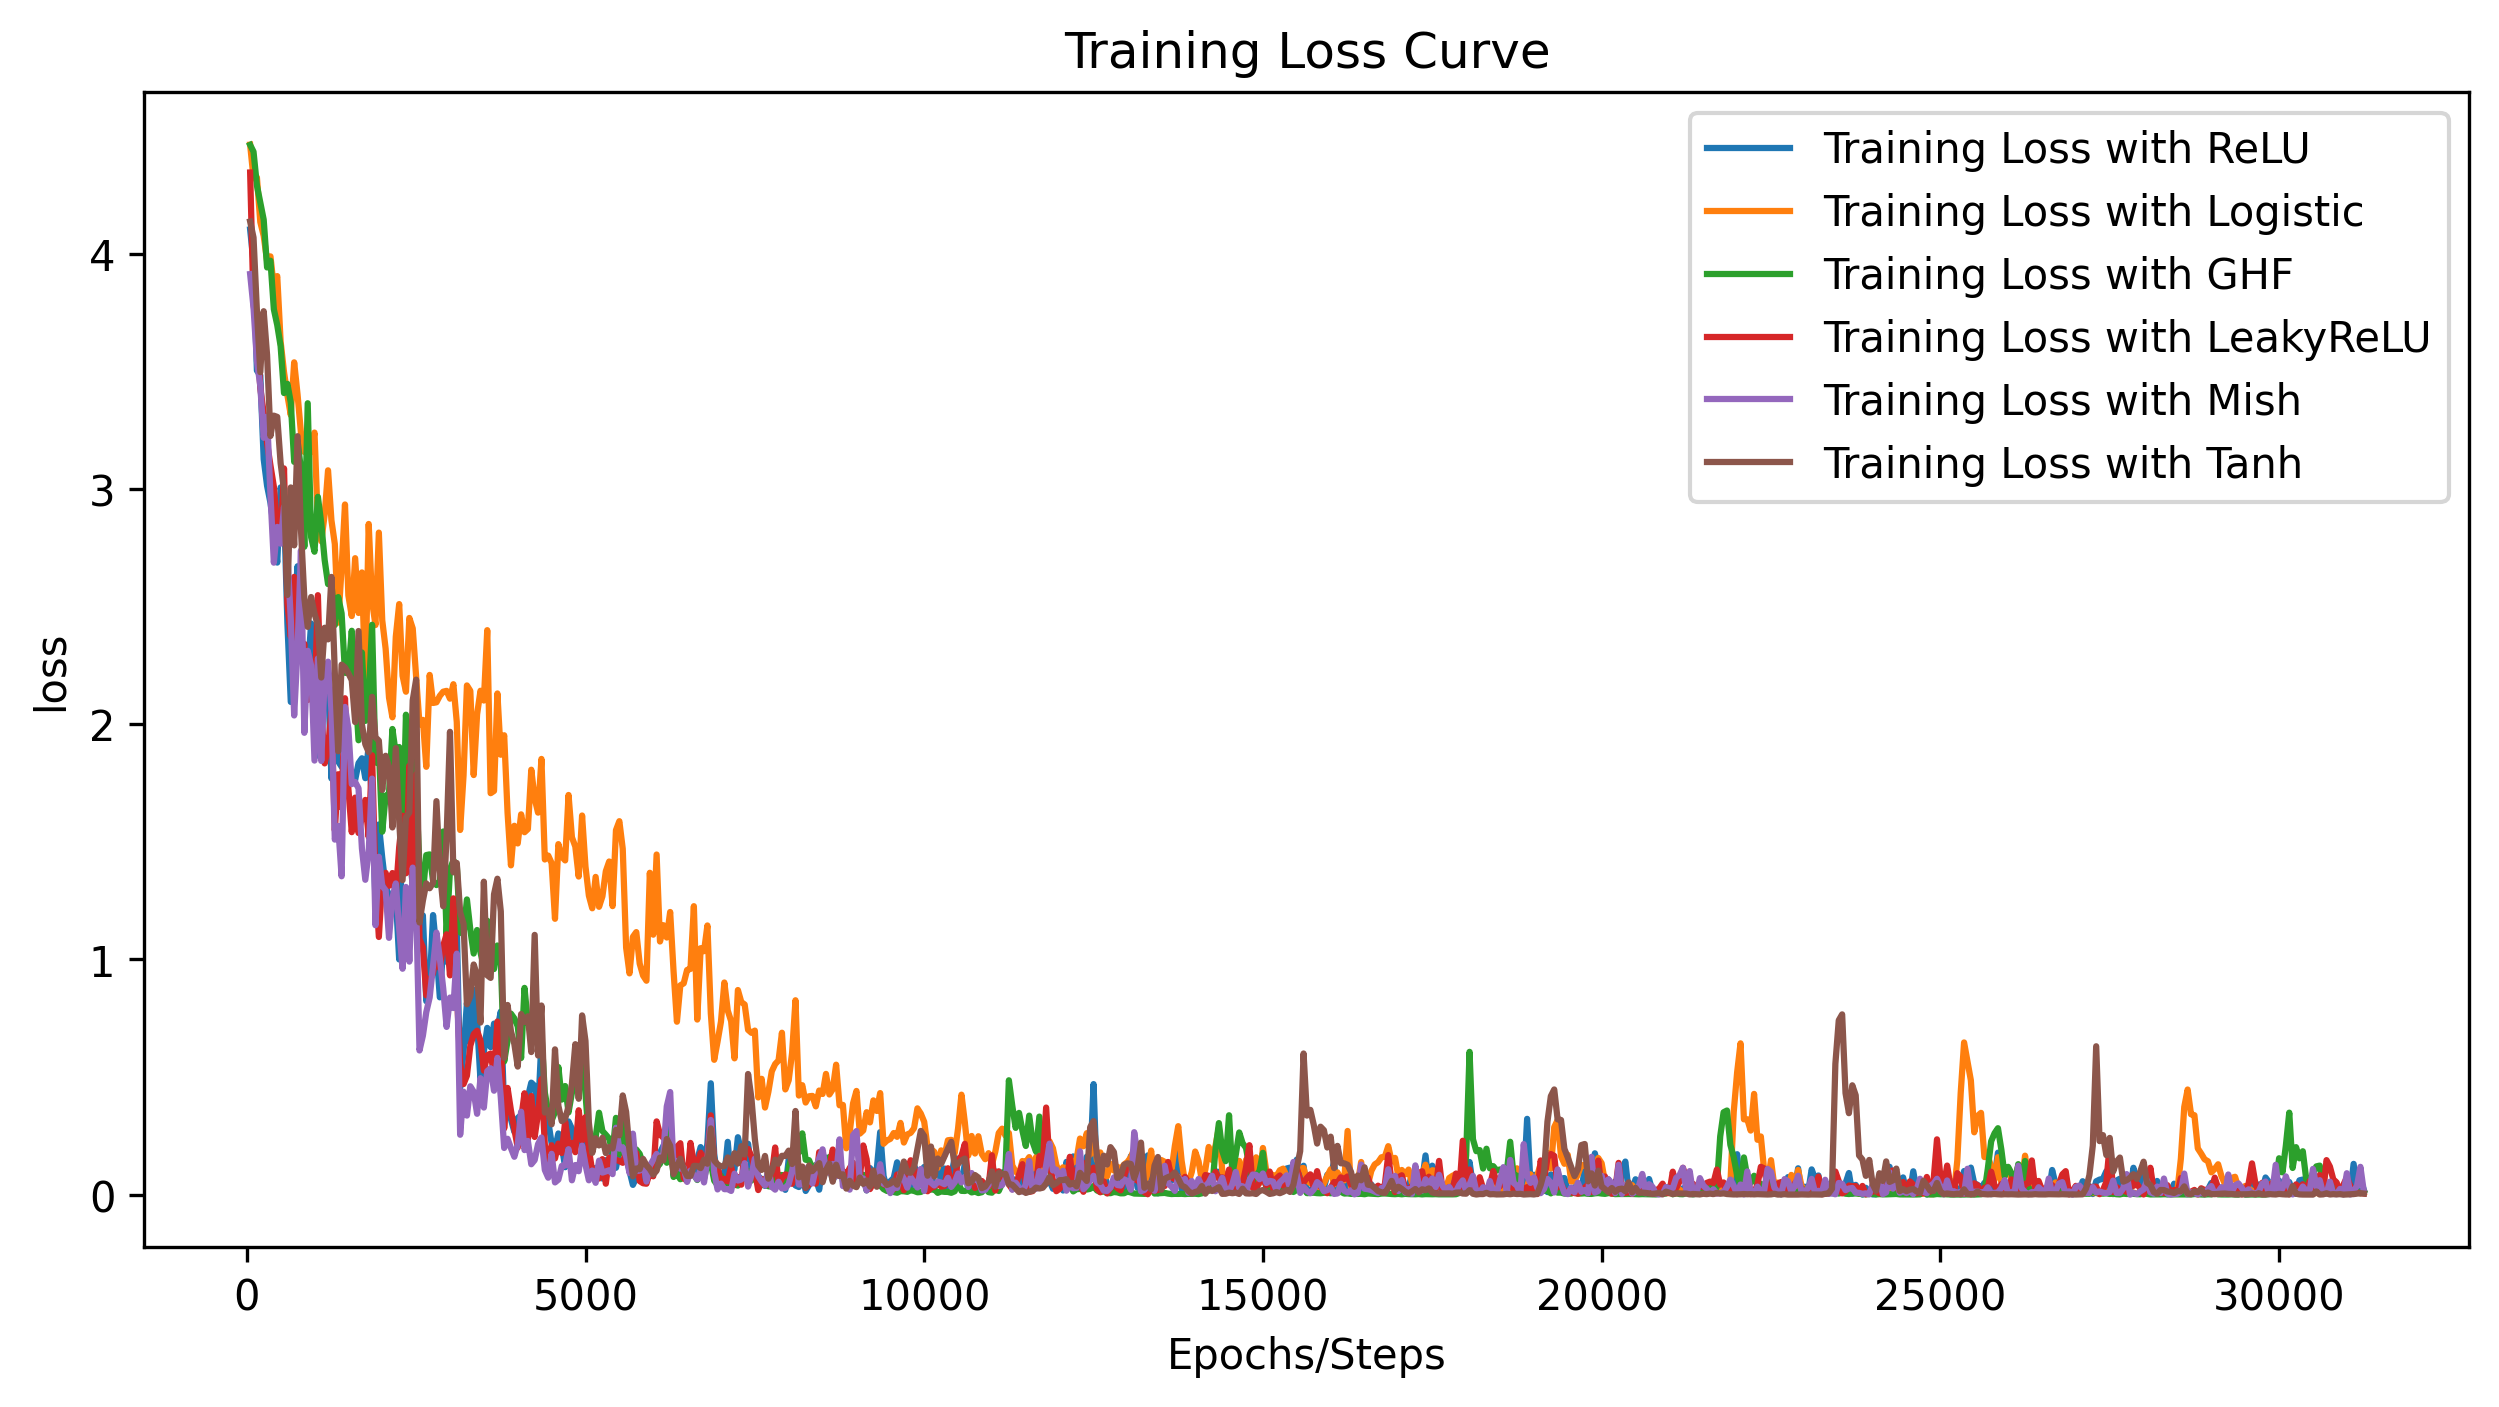 Training Loss Curve
Training Loss with ReLU
Training Loss with Logistic
Training Loss with GHF
Training Loss with LeakyReLU
Training Loss with Mish
Training Loss with Tanh
loss
4
3
2
1
0
0 5000 10000 15000 20000 25000 30000
Epochs/Steps